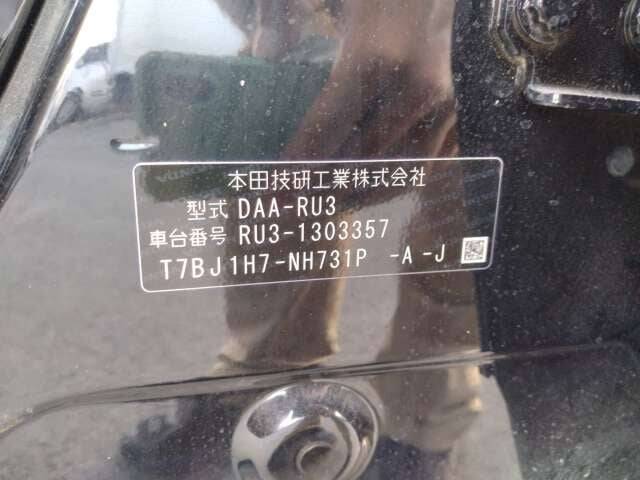 本田技研工業株式会社
型式 DAA-RU3
車台番号 RU3-1303357
T7BJ1H7-NH731P -A -J